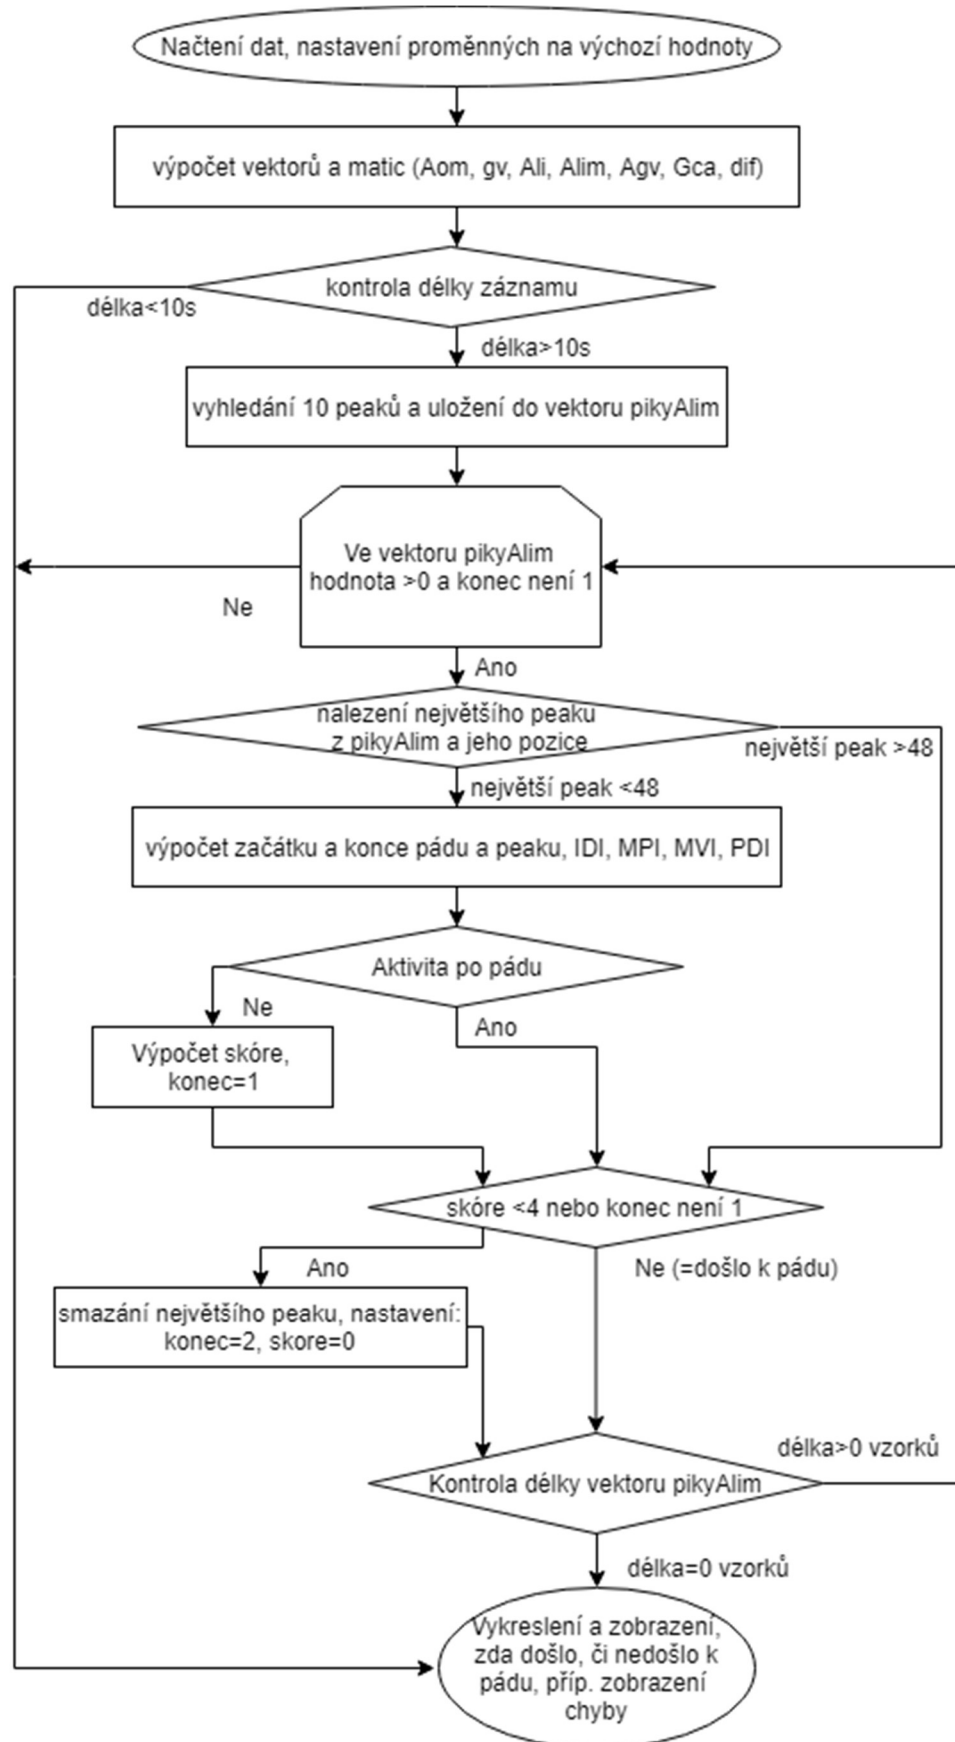 Načtení dat, nastavení proměnných na výchozí hodnoty
výpočet vektorů a matic (Aom, gv, Ali, Alim, Agv, Gca, dif)
kontrola délky záznamu
délka<10s
délka>10s
vyhledání 10 peaků a uložení do vektoru pikyAlim
Ve vektoru pikyAlim
hodnota >0 a konec není 1
Ne
Ano
nalezení největšího peaku
z pikyAlim a jeho pozice
největší peak >48
největší peak <48
výpočet začátku a konce pádu a peaku, IDI, MPI, MVI, PDI
Aktivita po pádu
Ne
Ano
Výpočet skóre,
konec=1
skóre <4 nebo konec není 1
Ano
Ne (=došlo k pádu)
smazání největšího peaku, nastavení:
konec=2, skore=0
délka>0 vzorků
Kontrola délky vektoru pikyAlim
délka=0 vzorků
Vykreslení a zobrazení,
zda došlo, či nedošlo k
pádu, příp. zobrazení
chyby